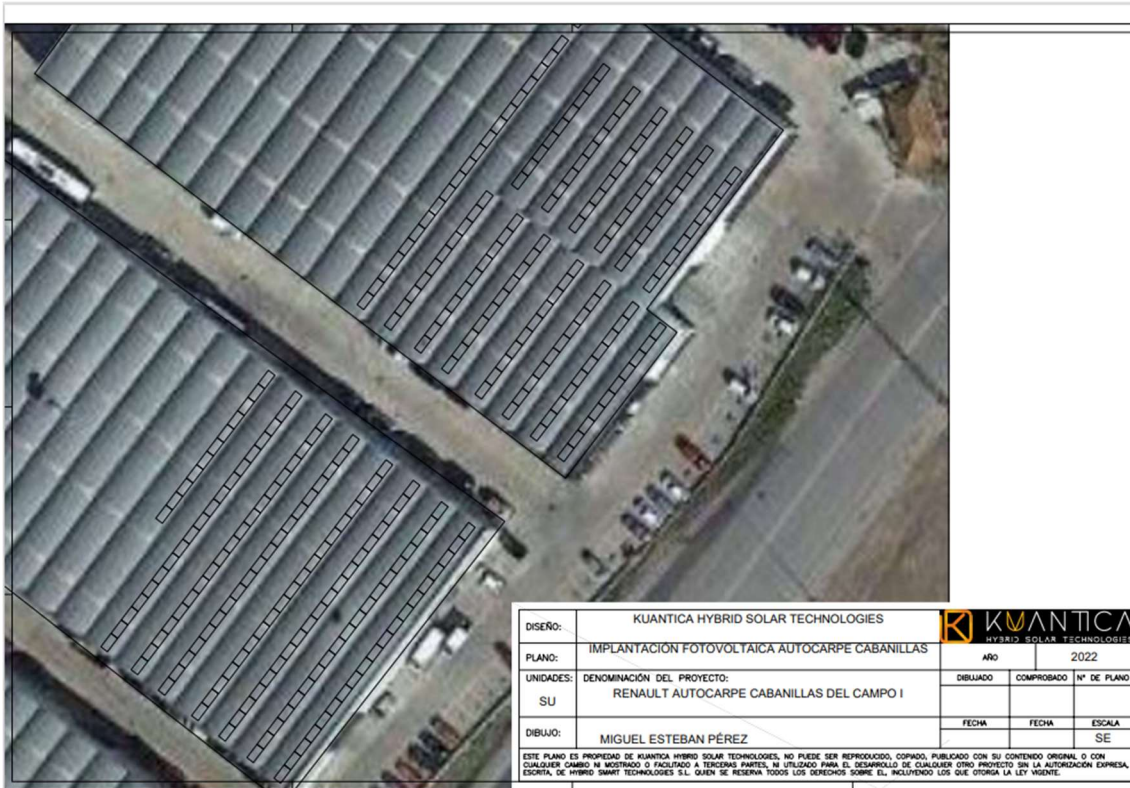 DISEÑO:
KUANTICA HYBRID SOLAR TECHNOLOGIES
KUANTICA
HYBRID SOLAR TECHNOLOGIES
PLANO:
IMPLANTACIÓN FOTOVOLTAICA AUTOCARPE CABANILLAS
AÑO
2022
UNIDADES:
SU
DENOMINACIÓN DEL PROYECTO:
RENAULT AUTOCARPE CABANILLAS DEL CAMPO I
DIBUJADO
COMPROBADO
Nº DE PLANO
DIBUJO:
MIGUEL ESTEBAN PÉREZ
FECHA
FECHA
ESCALA
SE
ESTE PLANO ES PROPIEDAD DE KUANTICA HYBRID SOLAR TECHNOLOGIES, NO PUEDE SER REPRODUCIDO, COPIADO, PUBLICADO CON SU CONTENIDO ORIGINAL O CON
CUALQUIER CAMBIO NI MOSTRADO O FACILITADO A TERCERAS PARTES, NI UTILIZADO PARA EL DESARROLLO DE CUALQUIER OTRO PROYECTO SIN LA AUTORIZACIÓN EXPRESA,
ESCRITA, DE HYBRID SMART TECHNOLOGIES S.L. QUIEN SE RESERVA TODOS LOS DERECHOS SOBRE EL, INCLUYENDO LOS QUE OTORGA LA LEY VIGENTE.